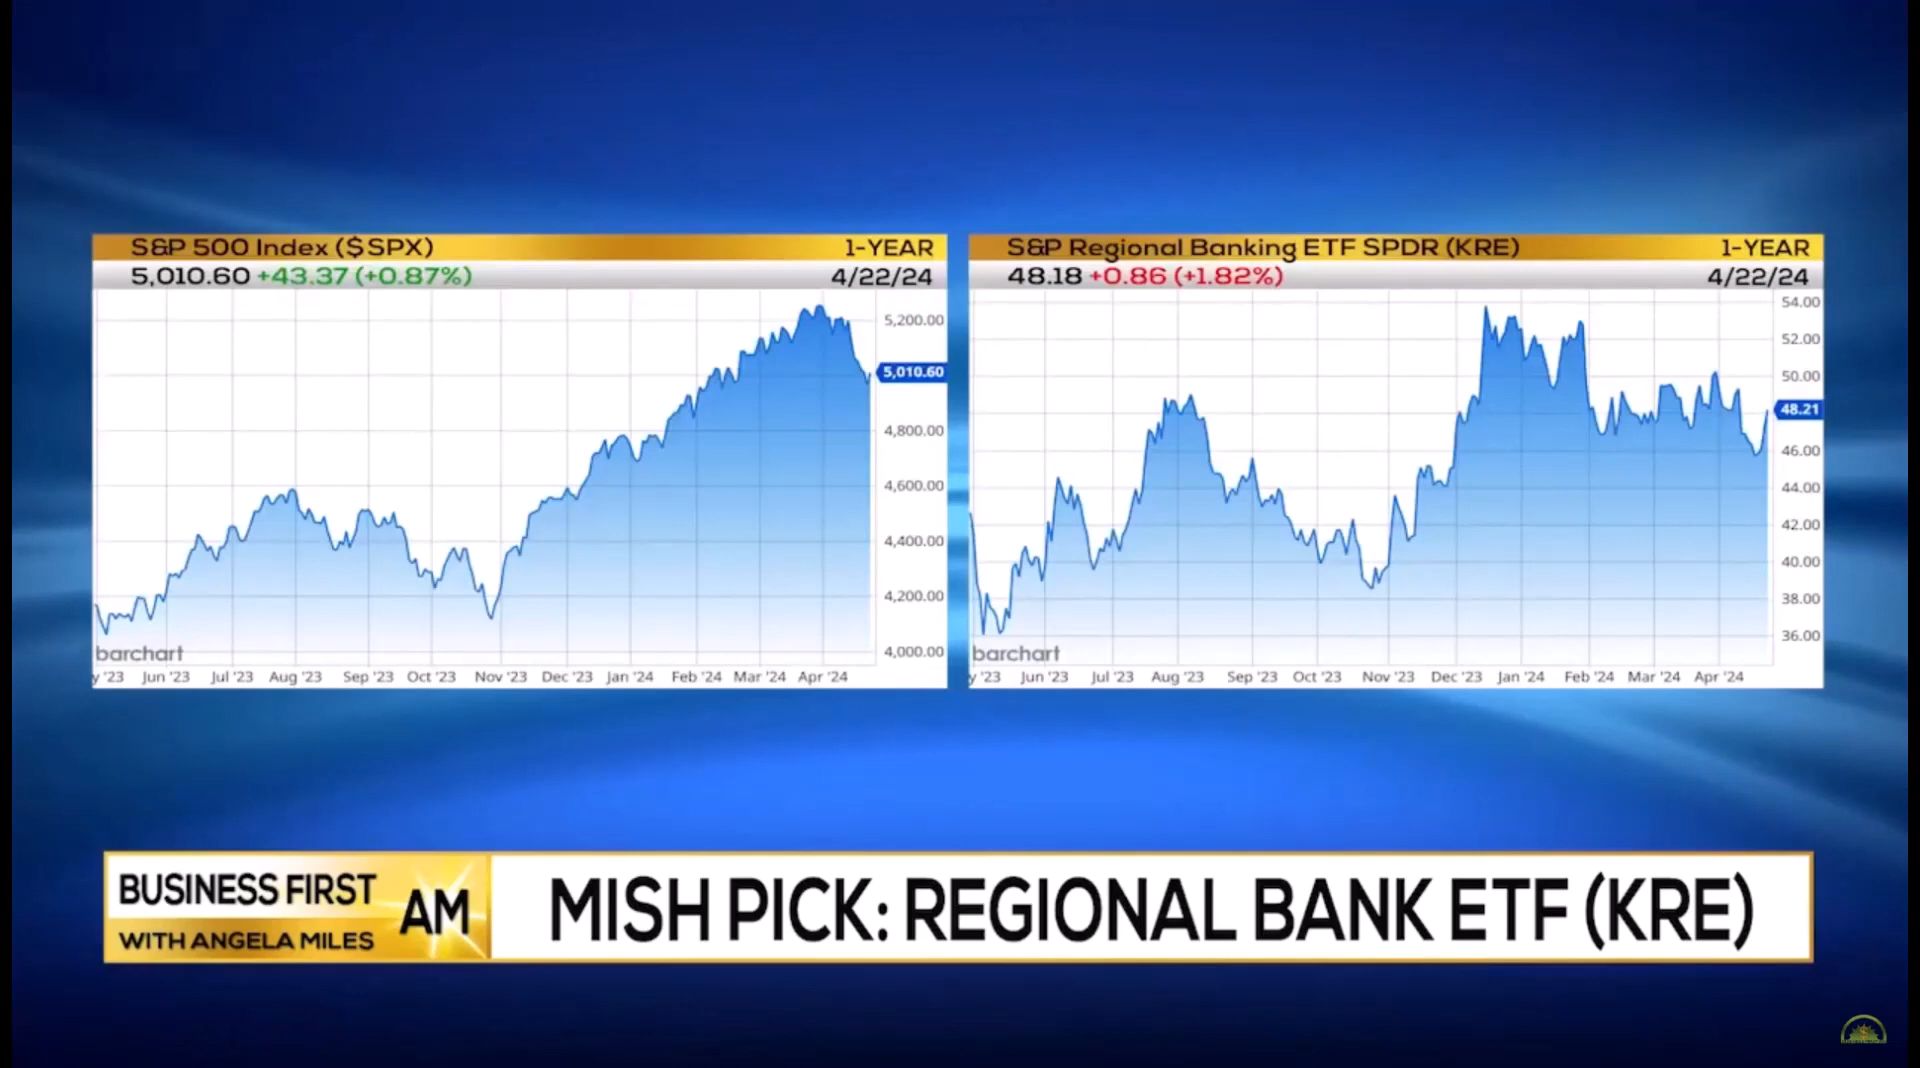 S&P 500 Index ($SPX) 1-YEAR
5,010.60 +43.37 (+0.87%) 4/22/24
5,200.00
5,010.60
4,800.00
4,600.00
4,400.00
4,200.00
4,000.00
barchart
y '23 Jun '23 Jul '23 Aug '23 Sep '23 Oct '23 Nov '23 Dec '23 Jan '24 Feb '24 Mar '24 Apr '24
S&P Regional Banking ETF SPDR (KRE) 1-YEAR
48.18 +0.86 (+1.82%) 4/22/24
54.00
52.00
50.00
48.21
46.00
44.00
42.00
40.00
38.00
36.00
barchart
y '23 Jun '23 Jul '23 Aug '23 Sep '23 Oct '23 Nov '23 Dec '23 Jan '24 Feb '24 Mar '24 Apr '24
BUSINESS FIRST AM
WITH ANGELA MILES
MISH PICK: REGIONAL BANK ETF (KRE)